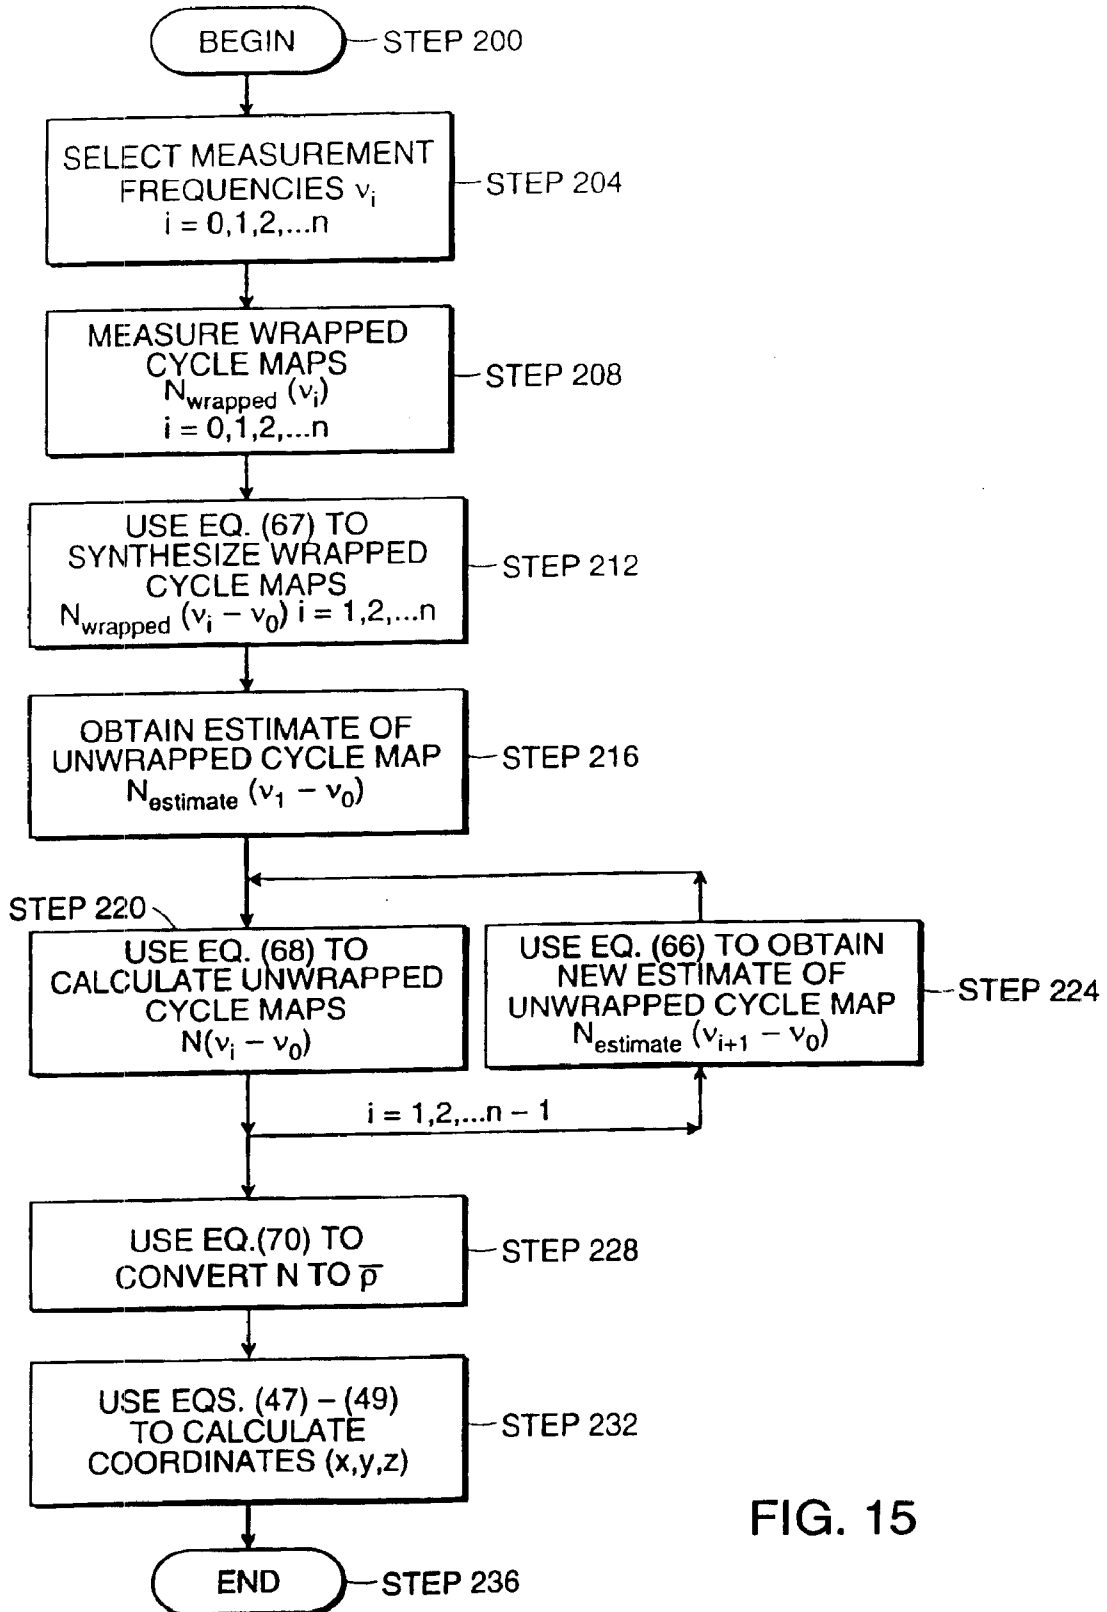 BEGIN
STEP 200
SELECT MEASUREMENT
FREQUENCIES νi
i = 0,1,2,...n
STEP 204
MEASURE WRAPPED
CYCLE MAPS
Nwrapped (νi)
i = 0,1,2,...n
STEP 208
USE EQ. (67) TO
SYNTHESIZE WRAPPED
CYCLE MAPS
Nwrapped (νi – ν0) i = 1,2,...n
STEP 212
OBTAIN ESTIMATE OF
UNWRAPPED CYCLE MAP
Nestimate (ν1 – ν0)
STEP 216
STEP 220
USE EQ. (68) TO
CALCULATE UNWRAPPED
CYCLE MAPS
N(νi – ν0)
USE EQ. (66) TO OBTAIN
NEW ESTIMATE OF
UNWRAPPED CYCLE MAP
Nestimate (νi+1 – ν0)
STEP 224
i = 1,2,...n – 1
USE EQ.(70) TO
CONVERT N TO p̅
STEP 228
USE EQS. (47) – (49)
TO CALCULATE
COORDINATES (x,y,z)
STEP 232
END
STEP 236
FIG. 15